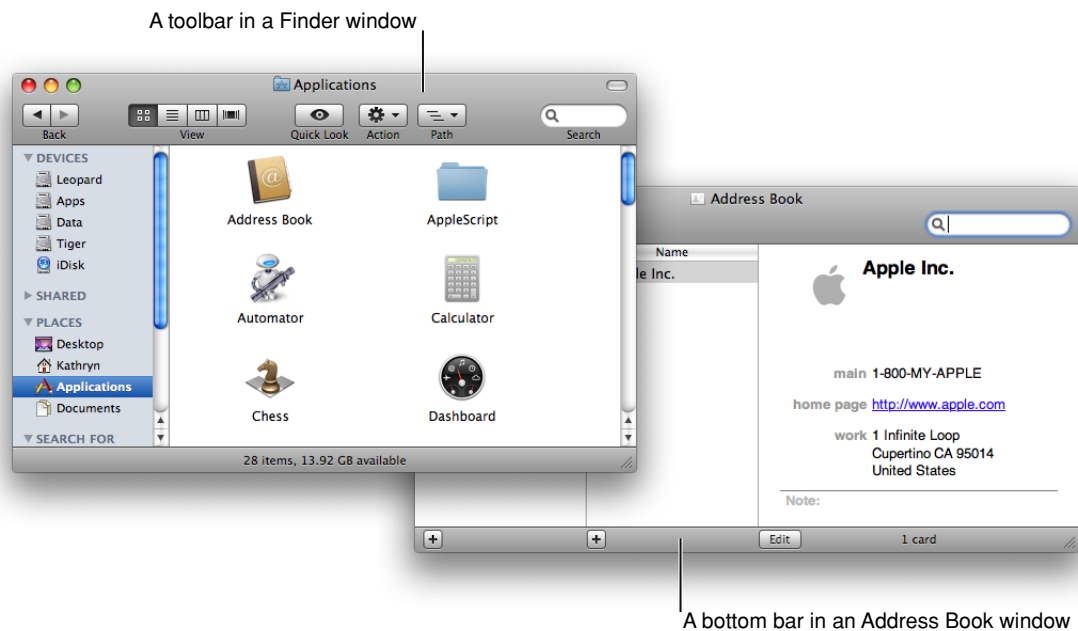 A toolbar in a Finder window
Applications
Back
View
Quick Look
Action
Path
Search
DEVICES
Leopard
Apps
Data
Tiger
iDisk
SHARED
PLACES
Desktop
Kathryn
Applications
Documents
SEARCH FOR
Address Book
AppleScript
Automator
Calculator
Chess
Dashboard
28 items, 13.92 GB available
Address Book
Name
le Inc.
Apple Inc.
main 1-800-MY-APPLE
home page http://www.apple.com
work 1 Infinite Loop
Cupertino CA 95014
United States
Note:
Edit
1 card
A bottom bar in an Address Book window